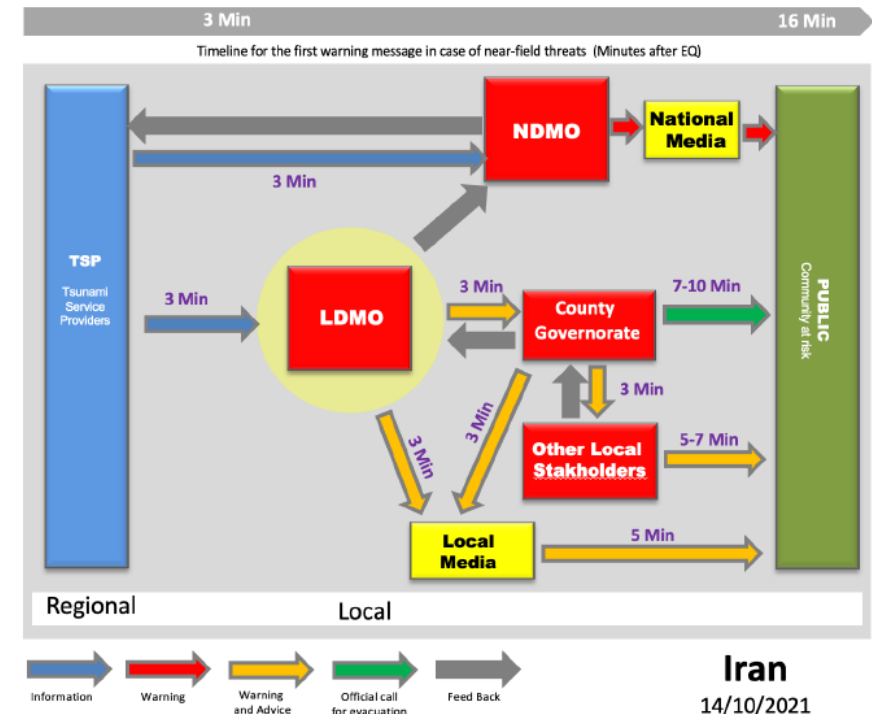 3 Min
16 Min
Timeline for the first warning message in case of near-field threats (Minutes after EQ)
NDMO
National
Media
3 Min
TSP
Tsunami
Service
Providers
3 Min
LDMO
3 Min
County
Governorate
7-10 Min
PUBLIC
Community at risk
3 Min
3 Min
3 Min
Other Local
Stakholders
5-7 Min
Local
Media
5 Min
Regional
Local
Information
Warning
Warning
and Advice
Official call
for evacuation
Feed Back
Iran
14/10/2021